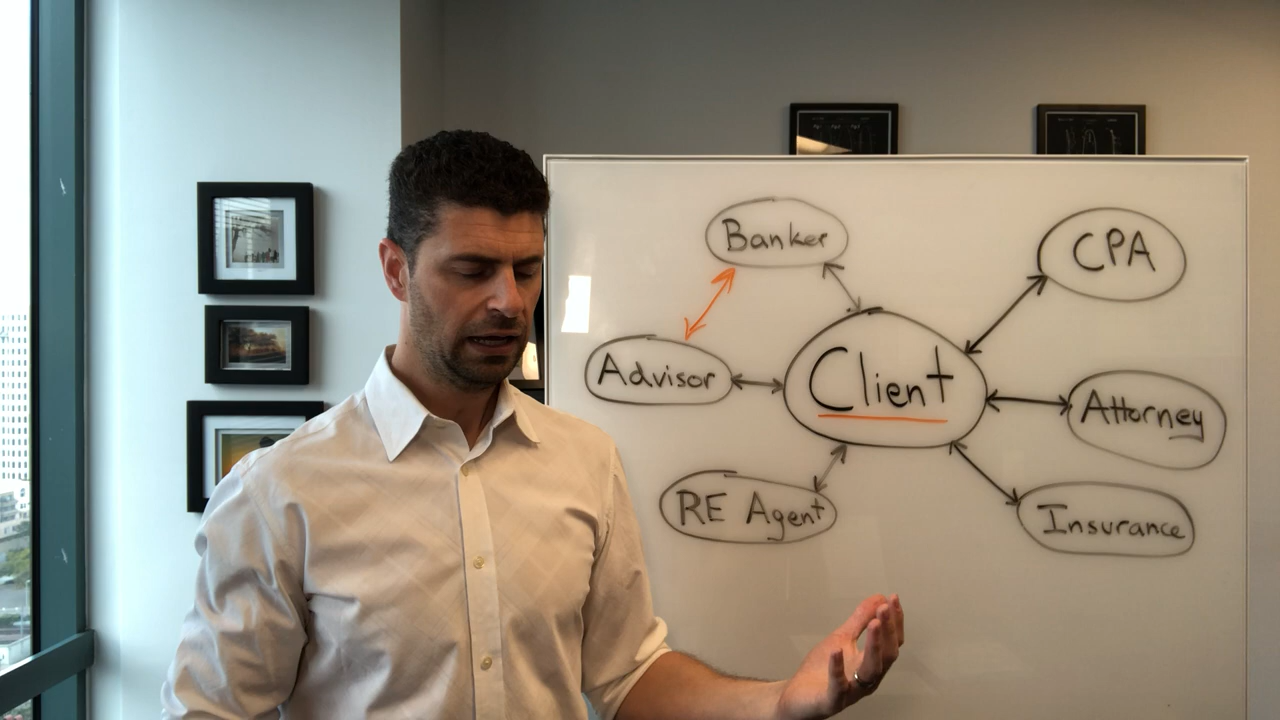 Banker
CPA
Advisor
Client
Attorney
RE Agent
Insurance